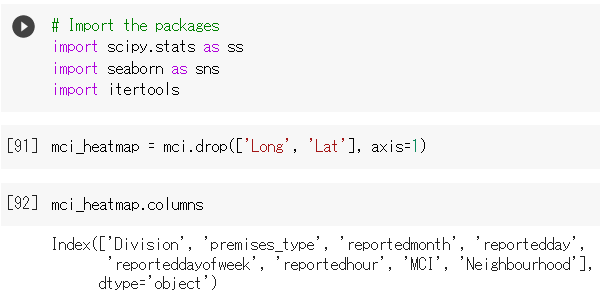 # Import the packages
import scipy.stats as ss
import seaborn as sns
import itertools
[91] mci_heatmap = mci.drop(['Long', 'Lat'], axis=1)
[92] mci_heatmap.columns
Index(['Division', 'premises_type', 'reportedmonth', 'reportedday',
'reporteddayofweek', 'reportedhour', 'MCI', 'Neighbourhood'],
dtype='object')